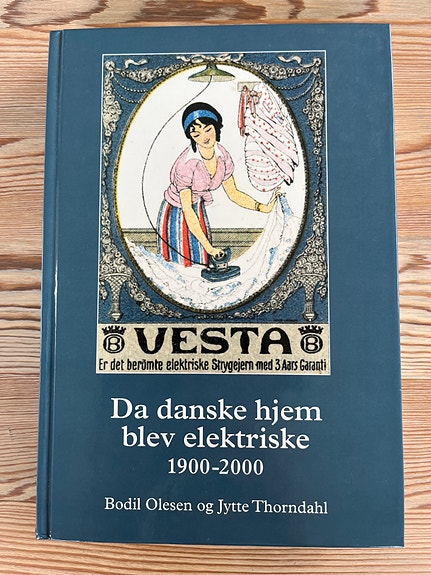 B VESTA B
Er det berömte elektriske Strygejern med 3 Aars Garanti
Da danske hjem
blev elektriske
1900-2000
Bodil Olesen og Jytte Thorndahl